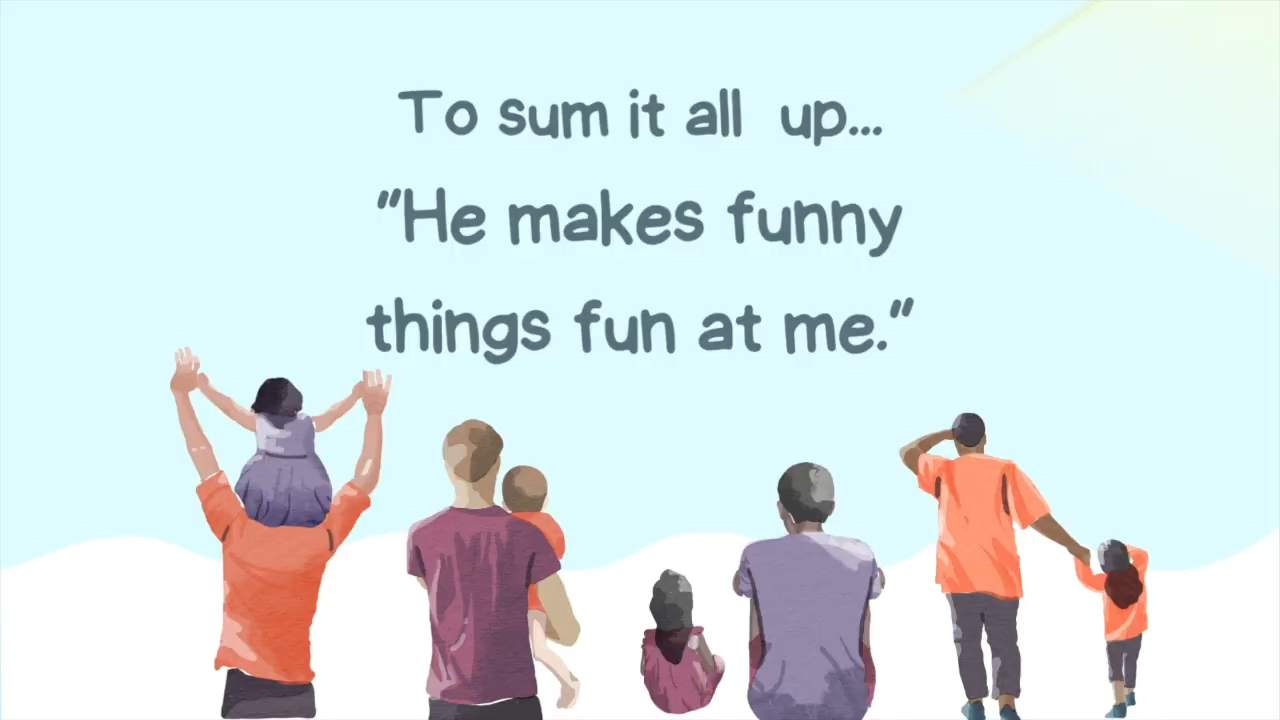 To sum it all up...
"He makes funny
things fun at me."